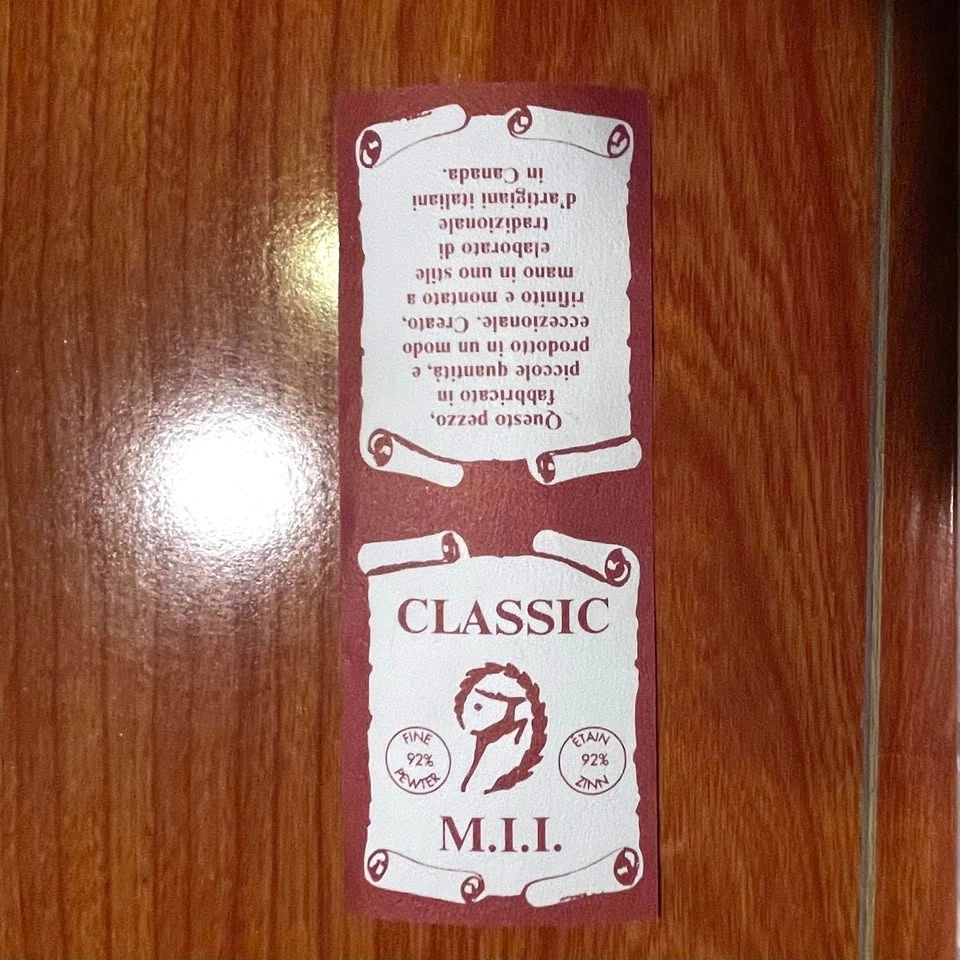 Questo pezzo,
fabbricato in
piccole quantità, e
prodotto in un modo
eccezionale. Creato,
rifinito e montato a
mano in uno stile
elaborato di
tradizionale
d'artigiani italiani
in Canada.
CLASSIC
FINE
92%
PEWTER
ETAIN
92%
ZINN
M.I.I.